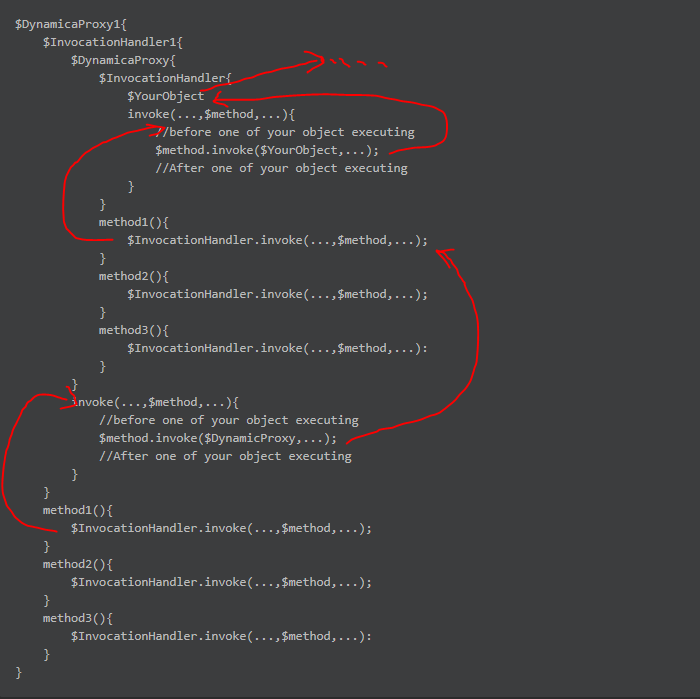 $DynamicaProxy1{
$InvocationHandler1{
$DynamicaProxy{
$InvocationHandler{
$YourObject
invoke(...,$method,...){
//before one of your object executing
$method.invoke($YourObject,...);
//After one of your object executing
}
}
method1(){
$InvocationHandler.invoke(...,$method,...);
}
method2(){
$InvocationHandler.invoke(...,$method,...);
}
method3(){
$InvocationHandler.invoke(...,$method,...):
}
}
invoke(...,$method,...){
//before one of your object executing
$method.invoke($DynamicProxy,...);
//After one of your object executing
}
}
method1(){
$InvocationHandler.invoke(...,$method,...);
}
method2(){
$InvocationHandler.invoke(...,$method,...);
}
method3(){
$InvocationHandler.invoke(...,$method,...):
}
}